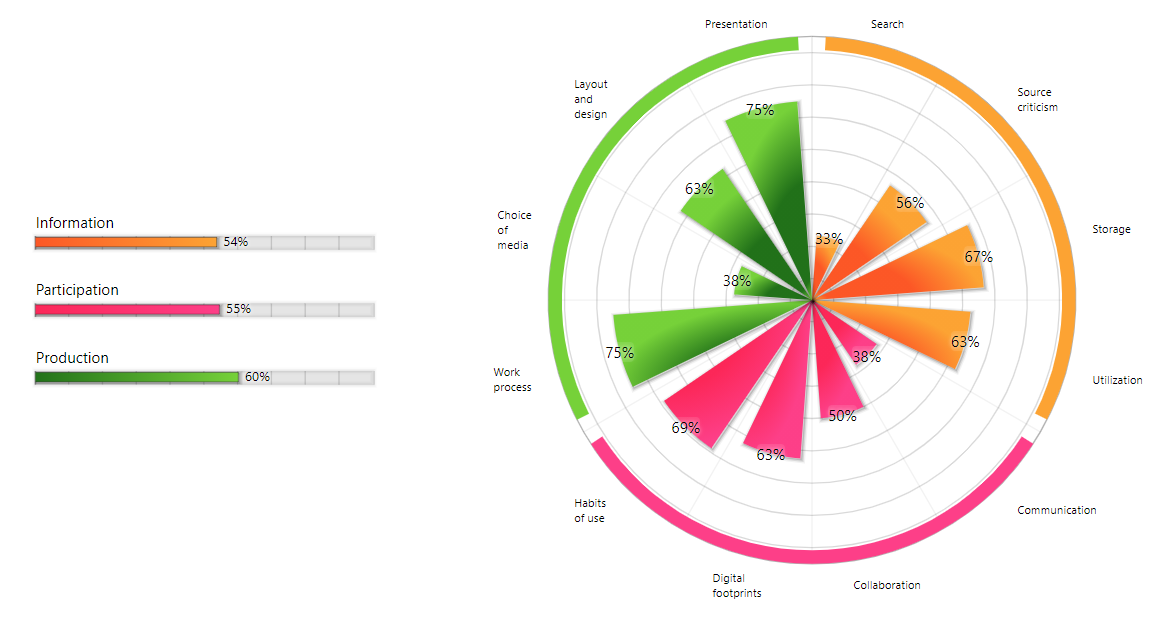 Information
54%
Participation
55%
Production
60%
Presentation
Search
Layout
and
design
Source
criticism
Choice
of
media
Storage
Work
process
Utilization
Habits
of use
Communication
Digital
footprints
Collaboration
75%
63%
38%
33%
56%
67%
63%
38%
50%
63%
69%
75%